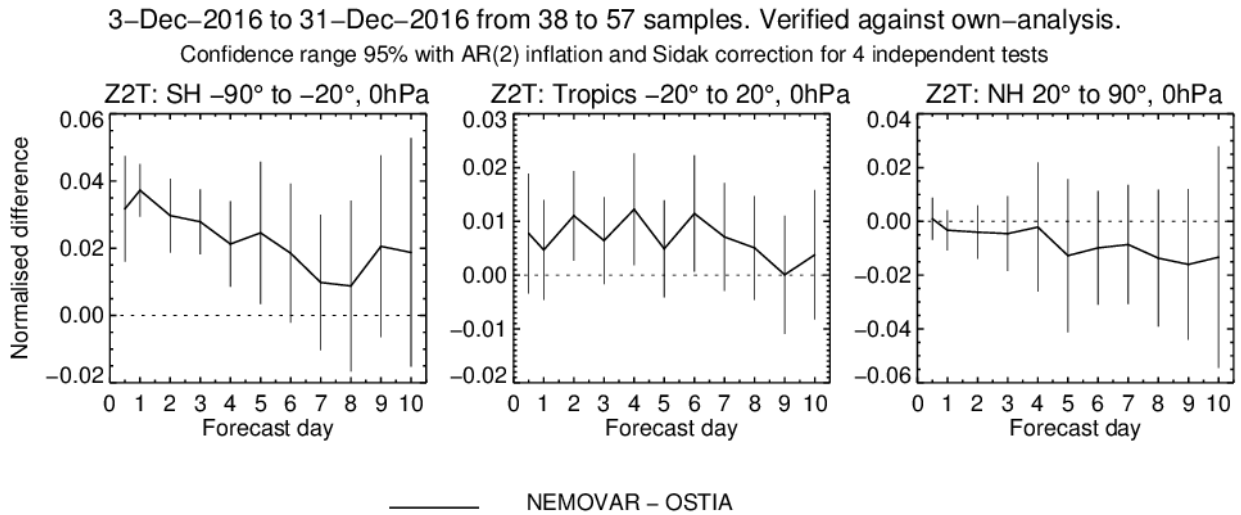 3−Dec−2016 to 31−Dec−2016 from 38 to 57 samples. Verified against own−analysis.
Confidence range 95% with AR(2) inflation and Sidak correction for 4 independent tests
Z2T: SH −90° to −20°, 0hPa
Normalised difference
0.06
0.04
0.02
0.00
−0.02
0 1 2 3 4 5 6 7 8 9 10
Forecast day
Z2T: Tropics −20° to 20°, 0hPa
0.03
0.02
0.01
0.00
−0.01
−0.02
0 1 2 3 4 5 6 7 8 9 10
Forecast day
Z2T: NH 20° to 90°, 0hPa
0.04
0.02
0.00
−0.02
−0.04
−0.06
0 1 2 3 4 5 6 7 8 9 10
Forecast day
NEMOVAR − OSTIA